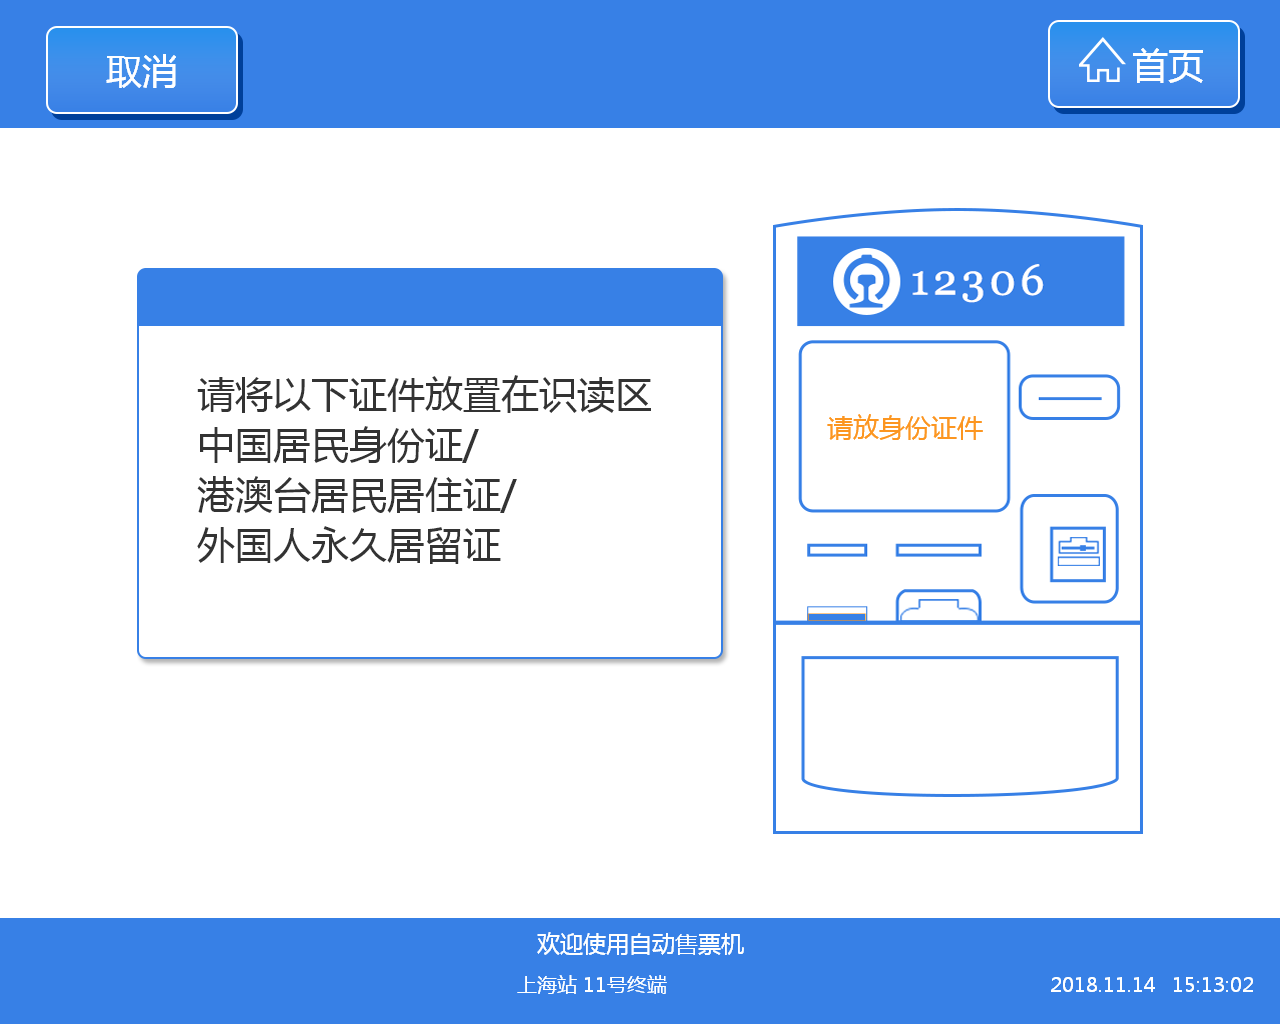 取消
首页
请将以下证件放置在识读区
中国居民身份证/
港澳台居民居住证/
外国人永久居留证
12306
请放身份证件
欢迎使用自动售票机
上海站 11号终端
2018.11.14 15:13:02